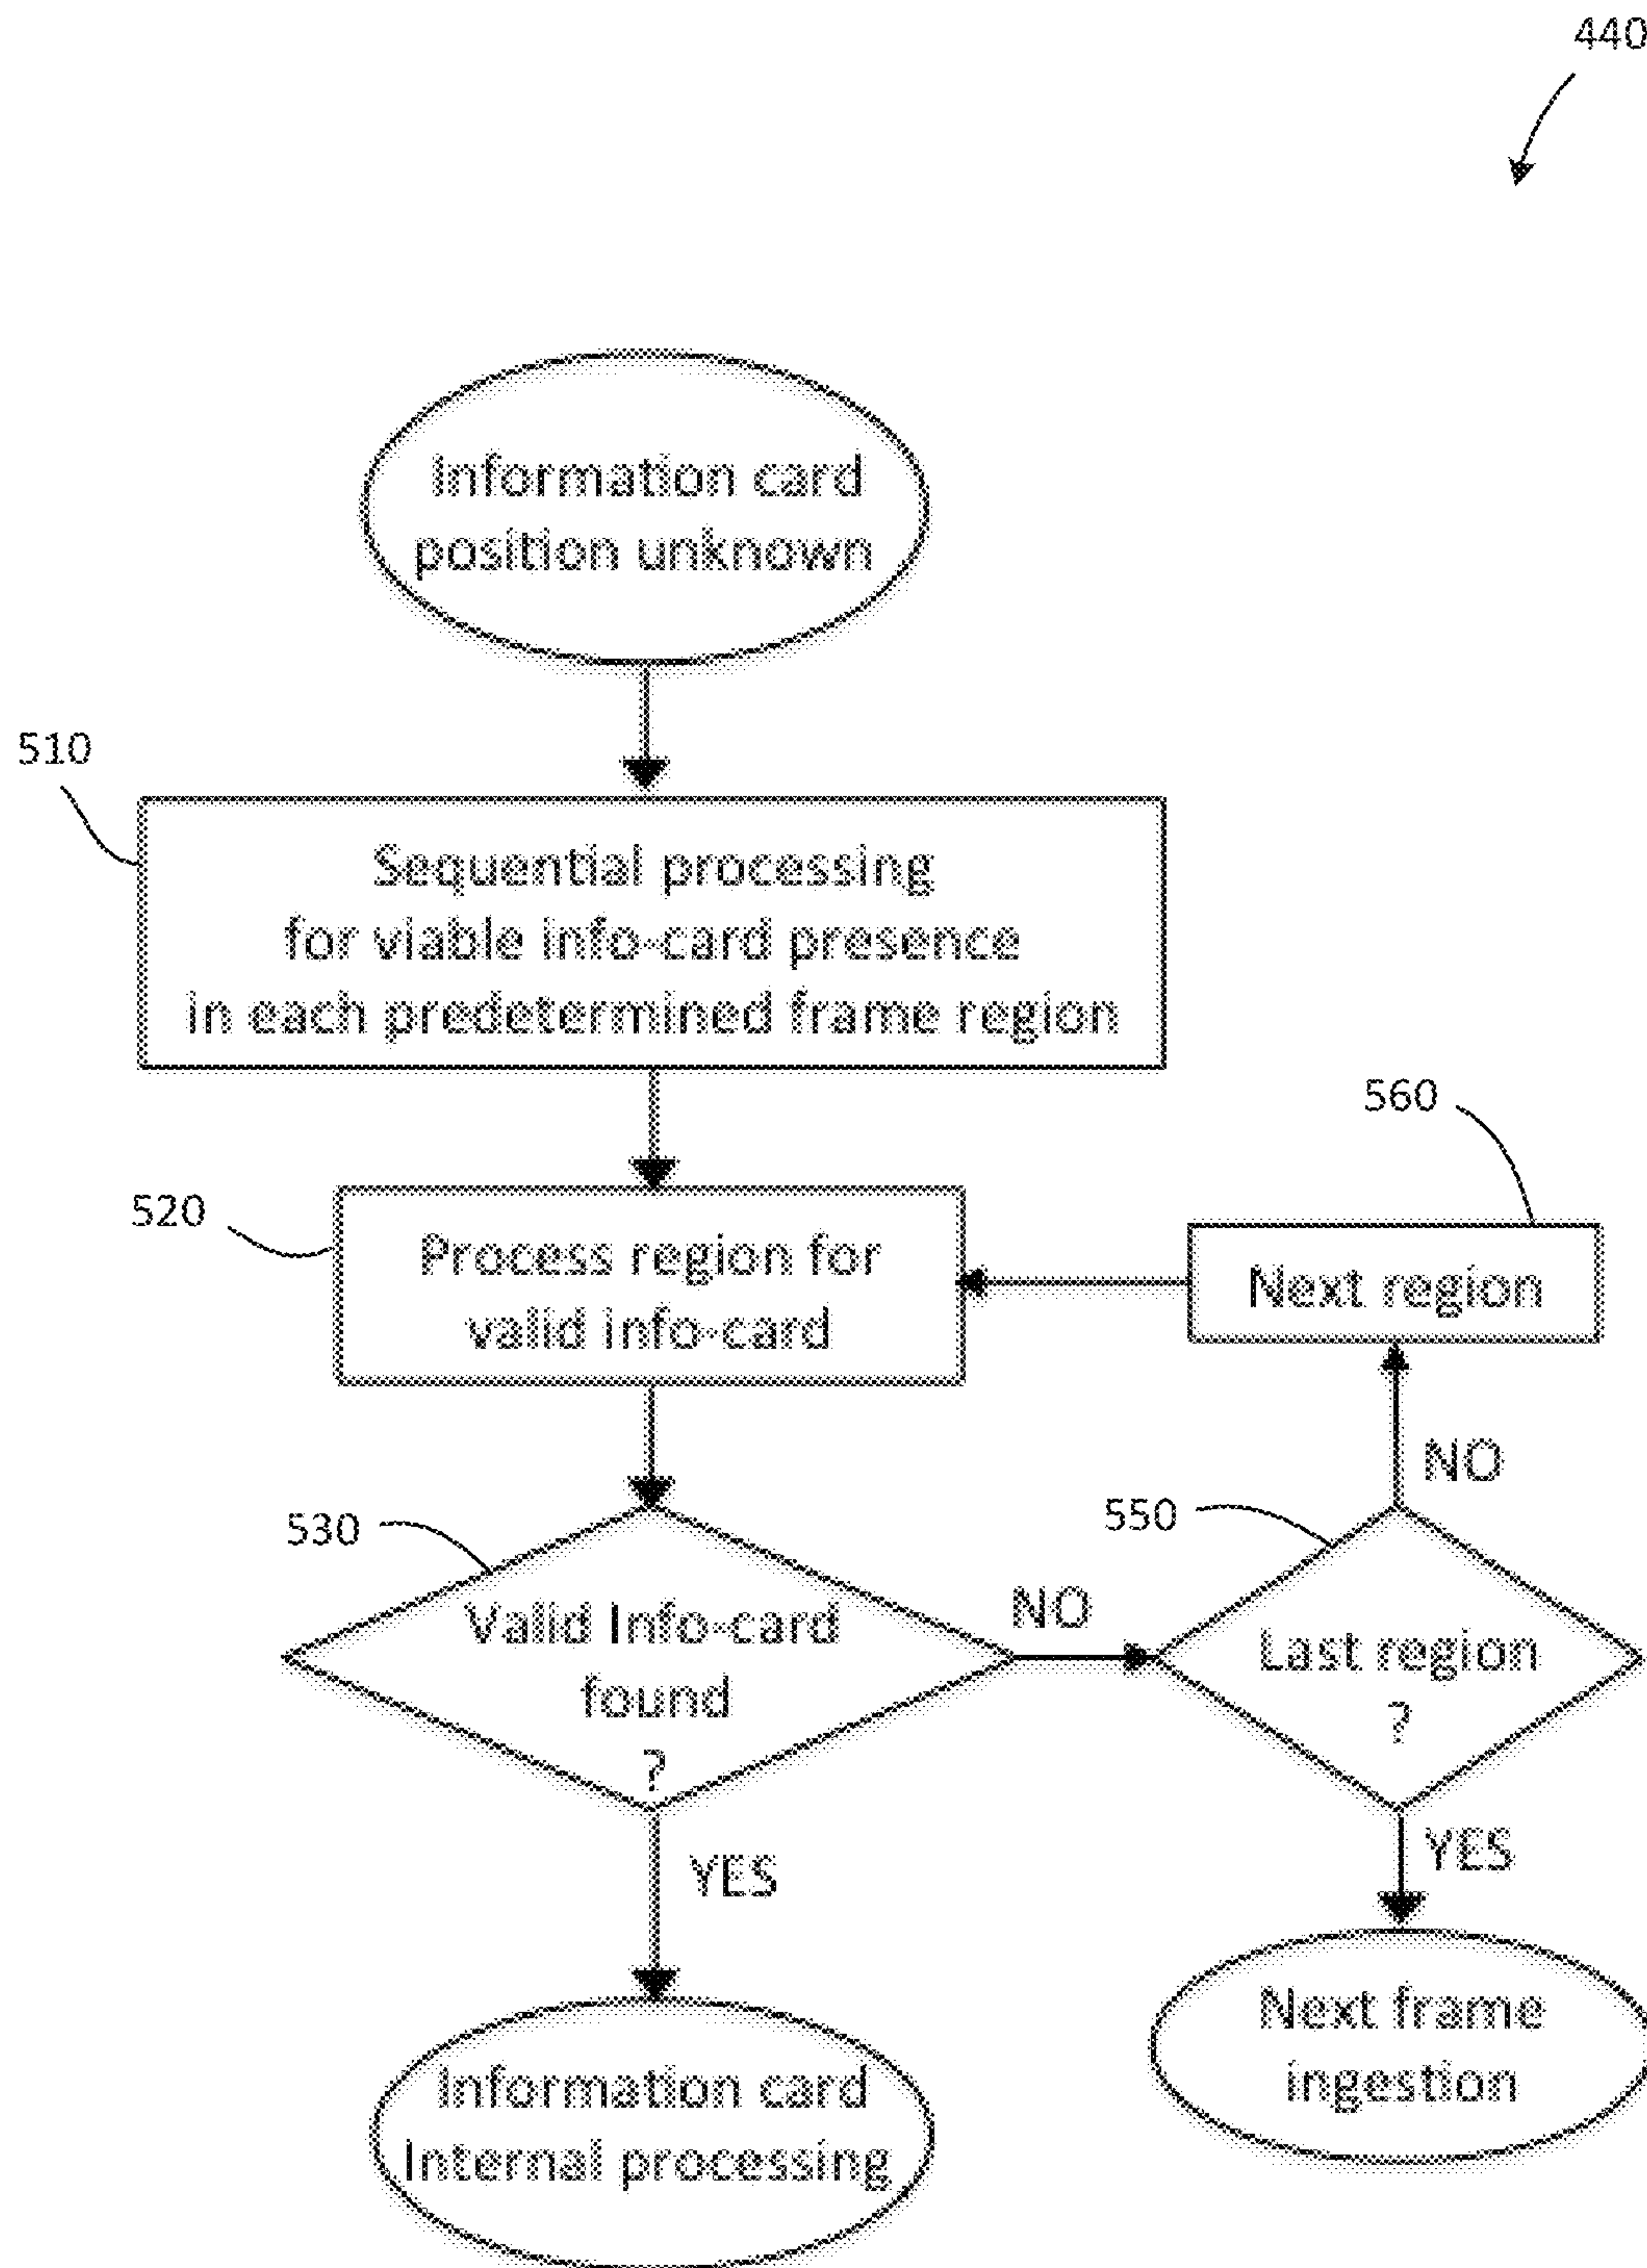 440
Information card
position unknown
510
Sequential processing
for viable info-card presence
in each predetermined frame region
560
520
Process region for
valid info-card
Next region
NO
530
550
Valid Info-card
found
?
NO
Last region
?
YES
YES
Information card
Internal processing
Next frame
ingestion